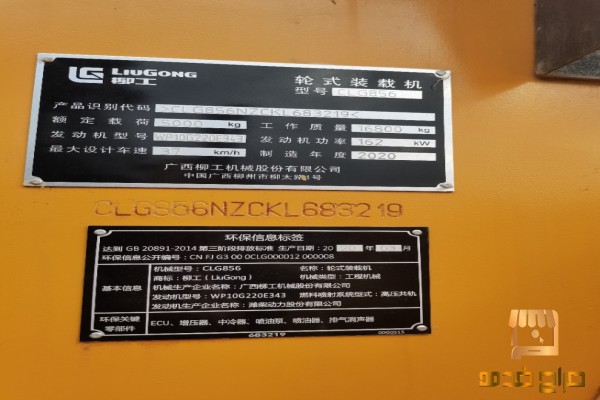 LG LIUGONG 柳工
轮式装载机
型号 CLG856
产品识别代码 >CLG856NZCKL683219<
额定载荷 5000 kg 工作质量 16800 kg
发动机型号 WP10G220E343 发动机功率 162 kW
最大设计车速 37 km/h 制造年度 2020
广西柳工机械股份有限公司
中国广西柳州市柳太路1号
CLG856NZCKL683219
环保信息标签
达到 GB 20891-2014 第三阶段排放标准 生产日期: 20 年 月
环保信息公开编号: CN FJ G3 00 0CLG000012 000008
基本信息
机械型号: CLG856 名称: 轮式装载机
商标: 柳工 (LiuGong) 机械类型: 工程机械
机械生产企业名称: 广西柳工机械股份有限公司
发动机型号: WP10G220E343 燃料喷射系统型式: 高压共轨
发动机生产企业名称: 潍柴动力股份有限公司
环保关键零部件
ECU、增压器、中冷器、喷油泵、喷油器、排气消声器
683219
حراج خدمة